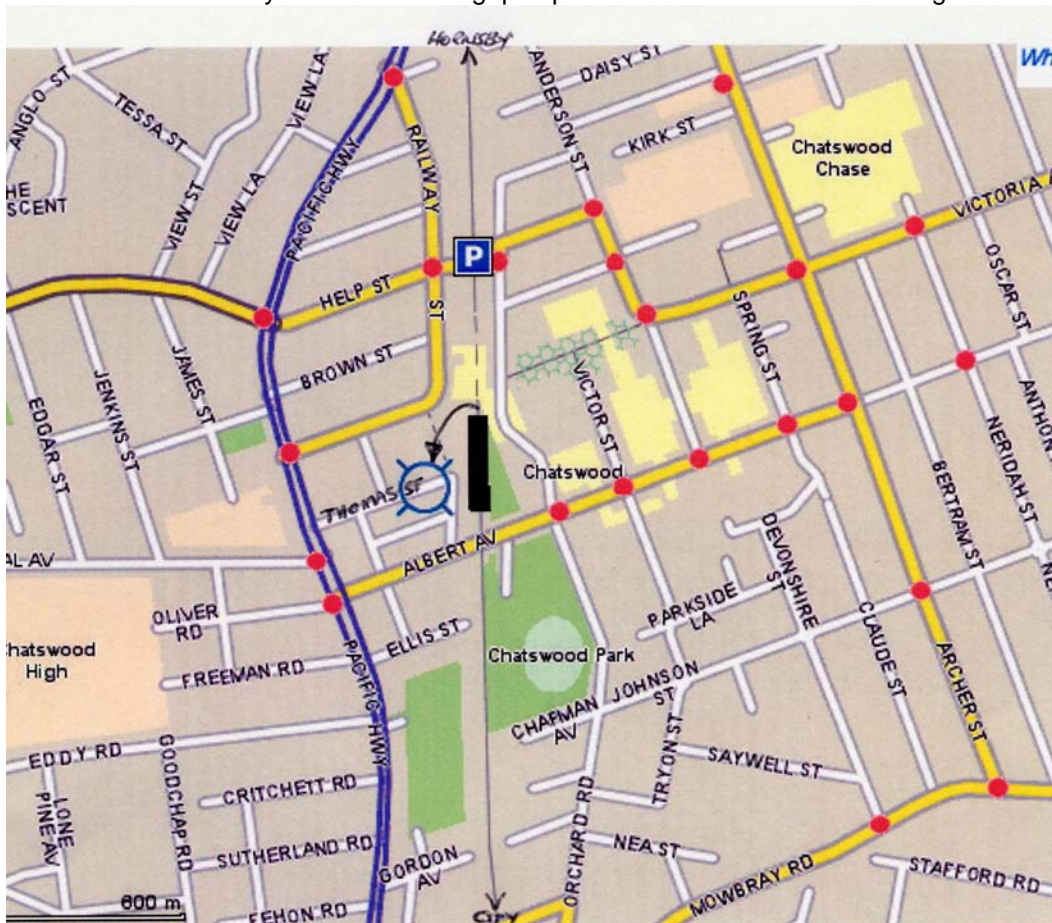 HORNSBY
Wh
DAISY ST
ANDERSON ST
ANGLO ST
TESSA ST
VIEW LA
KIRK ST
RAILWAY
ST
PACIFIC HWY
Chatswood
Chase
VICTORIA A
HE
SCENT
VIEW ST
VIEW LA
P
OSCAR ST
HELP ST
SPRING ST
BROWN ST
JAMES ST
JENKINS ST
EDGAR ST
VICTOR ST
ANTHON
NERIDAH ST
BERTRAM ST
Chatswood
THOMAS ST
ALBERT AV
AL AV
DEVONSHIRE
ST
PARKSIDE
LA
CLAUDE ST
OLIVER
RD
ELLIS ST
hatswood
High
FREEMAN RD
PACIFIC HWY
Chatswood Park
CHAPMAN
AV
JOHNSON
ST
ARCHER ST
EDDY RD
GOODCHAP RD
TRYON ST
SAYWELL ST
CRITCHETT RD
LONE
PINE AV
ORCHARD RD
SUTHERLAND RD
NEA ST
GORDON
AV
MOWBRAY RD
STAFFORD RD
600 m
FEHON RD
CITY